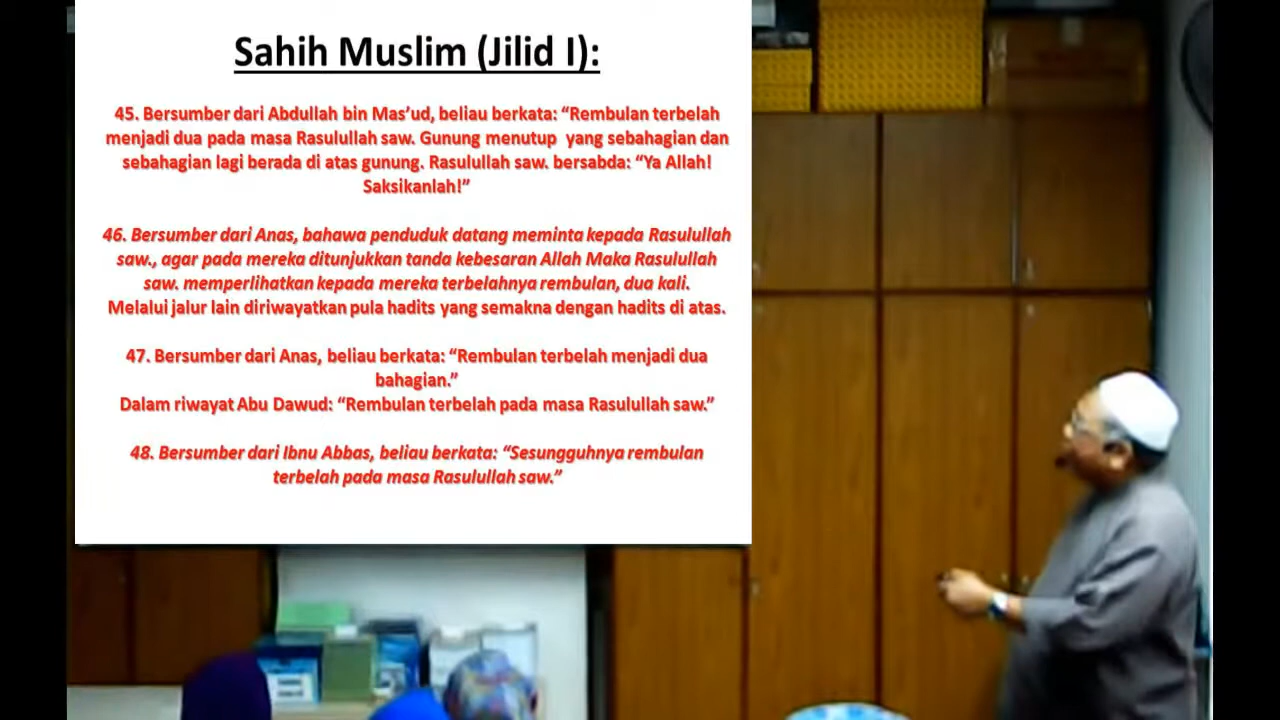 Sahih Muslim (Jilid I):
45. Bersumber dari Abdullah bin Mas’ud, beliau berkata: “Rembulan terbelah
menjadi dua pada masa Rasulullah saw. Gunung menutup yang sebahagian dan
sebahagian lagi berada di atas gunung. Rasulullah saw. bersabda: “Ya Allah!
Saksikanlah!”
46. Bersumber dari Anas, bahawa penduduk datang meminta kepada Rasulullah
saw., agar pada mereka ditunjukkan tanda kebesaran Allah Maka Rasulullah
saw. memperlihatkan kepada mereka terbelahnya rembulan, dua kali.
Melalui jalur lain diriwayatkan pula hadits yang semakna dengan hadits di atas.
47. Bersumber dari Anas, beliau berkata: “Rembulan terbelah menjadi dua
bahagian.”
Dalam riwayat Abu Dawud: “Rembulan terbelah pada masa Rasulullah saw.”
48. Bersumber dari Ibnu Abbas, beliau berkata: “Sesungguhnya rembulan
terbelah pada masa Rasulullah saw.”